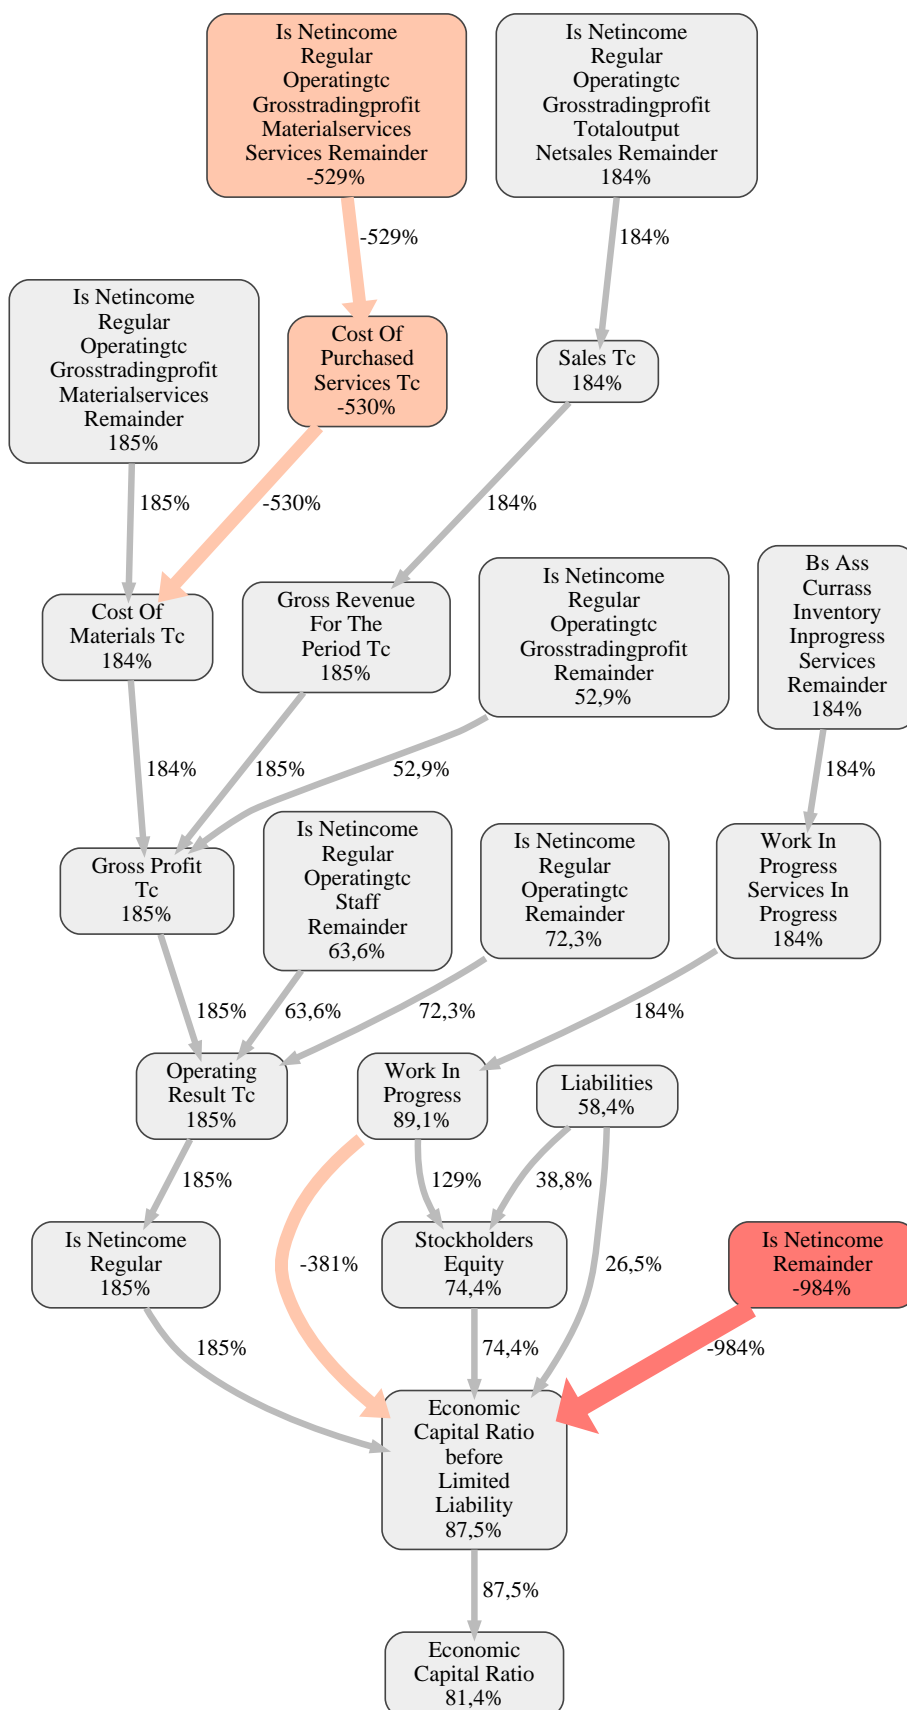 Is Netincome
Regular
Operatingtc
Grosstradingprofit
Materialservices
Services Remainder
-529%
Is Netincome
Regular
Operatingtc
Grosstradingprofit
Totaloutput
Netsales Remainder
184%
-529%
184%
Is Netincome
Regular
Operatingtc
Grosstradingprofit
Materialservices
Remainder
185%
Cost Of
Purchased
Services Tc
-530%
Sales Tc
184%
185%
-530%
184%
Cost Of
Materials Tc
184%
Gross Revenue
For The
Period Tc
185%
Is Netincome
Regular
Operatingtc
Grosstradingprofit
Remainder
52,9%
Bs Ass
Currass
Inventory
Inprogress
Services
Remainder
184%
184%
185%
52,9%
184%
Gross Profit
Tc
185%
Is Netincome
Regular
Operatingtc
Staff
Remainder
63,6%
Is Netincome
Regular
Operatingtc
Remainder
72,3%
Work In
Progress
Services In
Progress
184%
185%
63,6%
72,3%
184%
Operating
Result Tc
185%
Work In
Progress
89,1%
Liabilities
58,4%
185%
129%
38,8%
-381%
26,5%
Is Netincome
Regular
185%
Stockholders
Equity
74,4%
Is Netincome
Remainder
-984%
185%
74,4%
-984%
Economic
Capital Ratio
before
Limited
Liability
87,5%
87,5%
Economic
Capital Ratio
81,4%